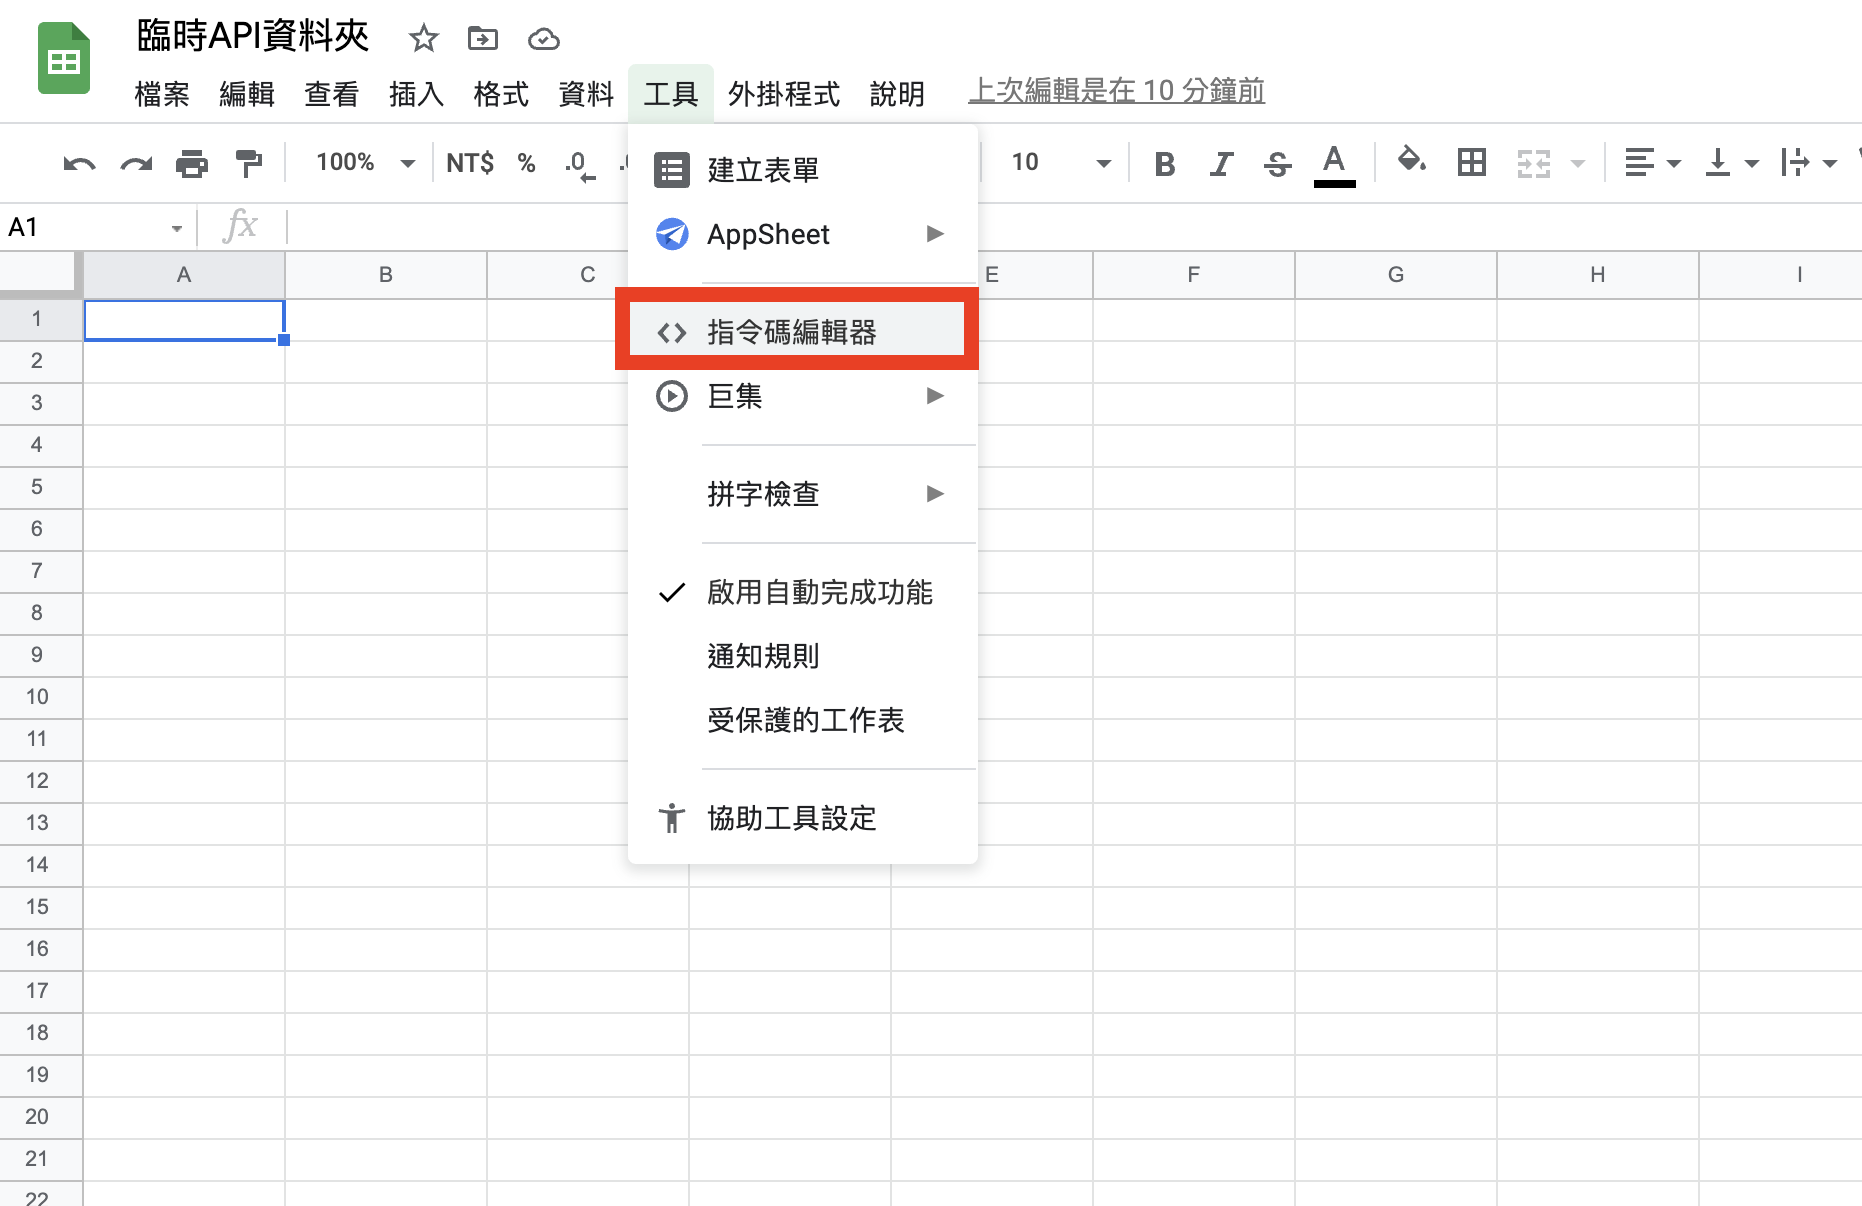 臨時API資料夾
檔案 編輯 查看 插入 格式 資料 工具 外掛程式 說明 上次編輯是在 10 分鐘前
100% NT$ % .0 10 B I S A
A1 fx
A B C E F G H I
建立表單
AppSheet
指令碼編輯器
巨集
拼字檢查
啟用自動完成功能
通知規則
受保護的工作表
協助工具設定
1
2
3
4
5
6
7
8
9
10
11
12
13
14
15
16
17
18
19
20
21
22